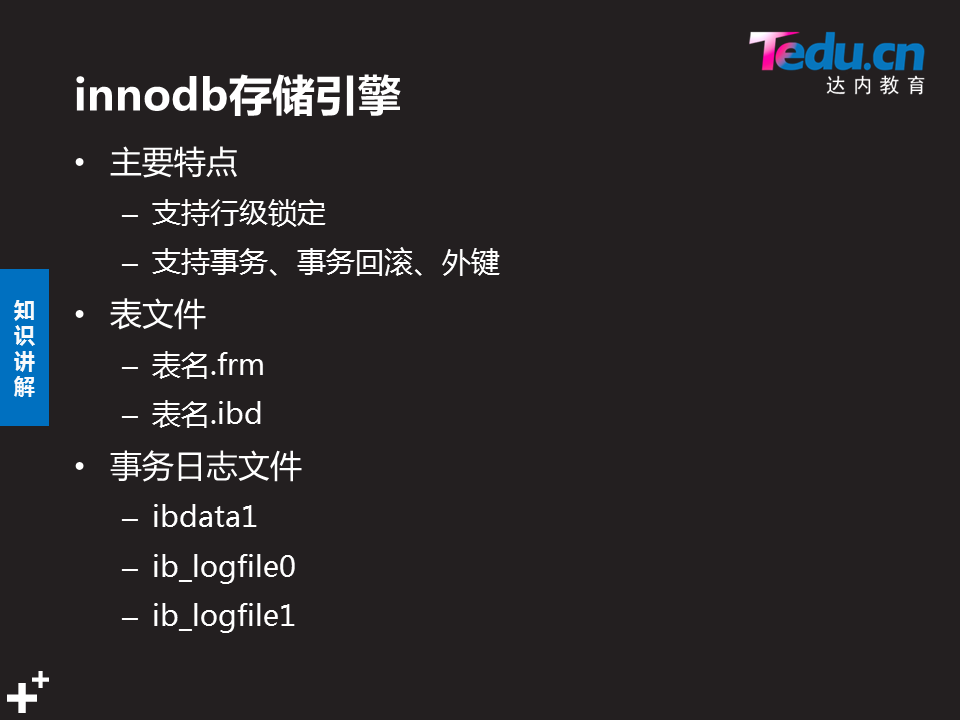 Tedu.cn
达内教育
innodb存储引擎
• 主要特点
– 支持行级锁定
– 支持事务、事务回滚、外键
• 表文件
– 表名.frm
– 表名.ibd
• 事务日志文件
– ibdata1
– ib_logfile0
– ib_logfile1
知
识
讲
解